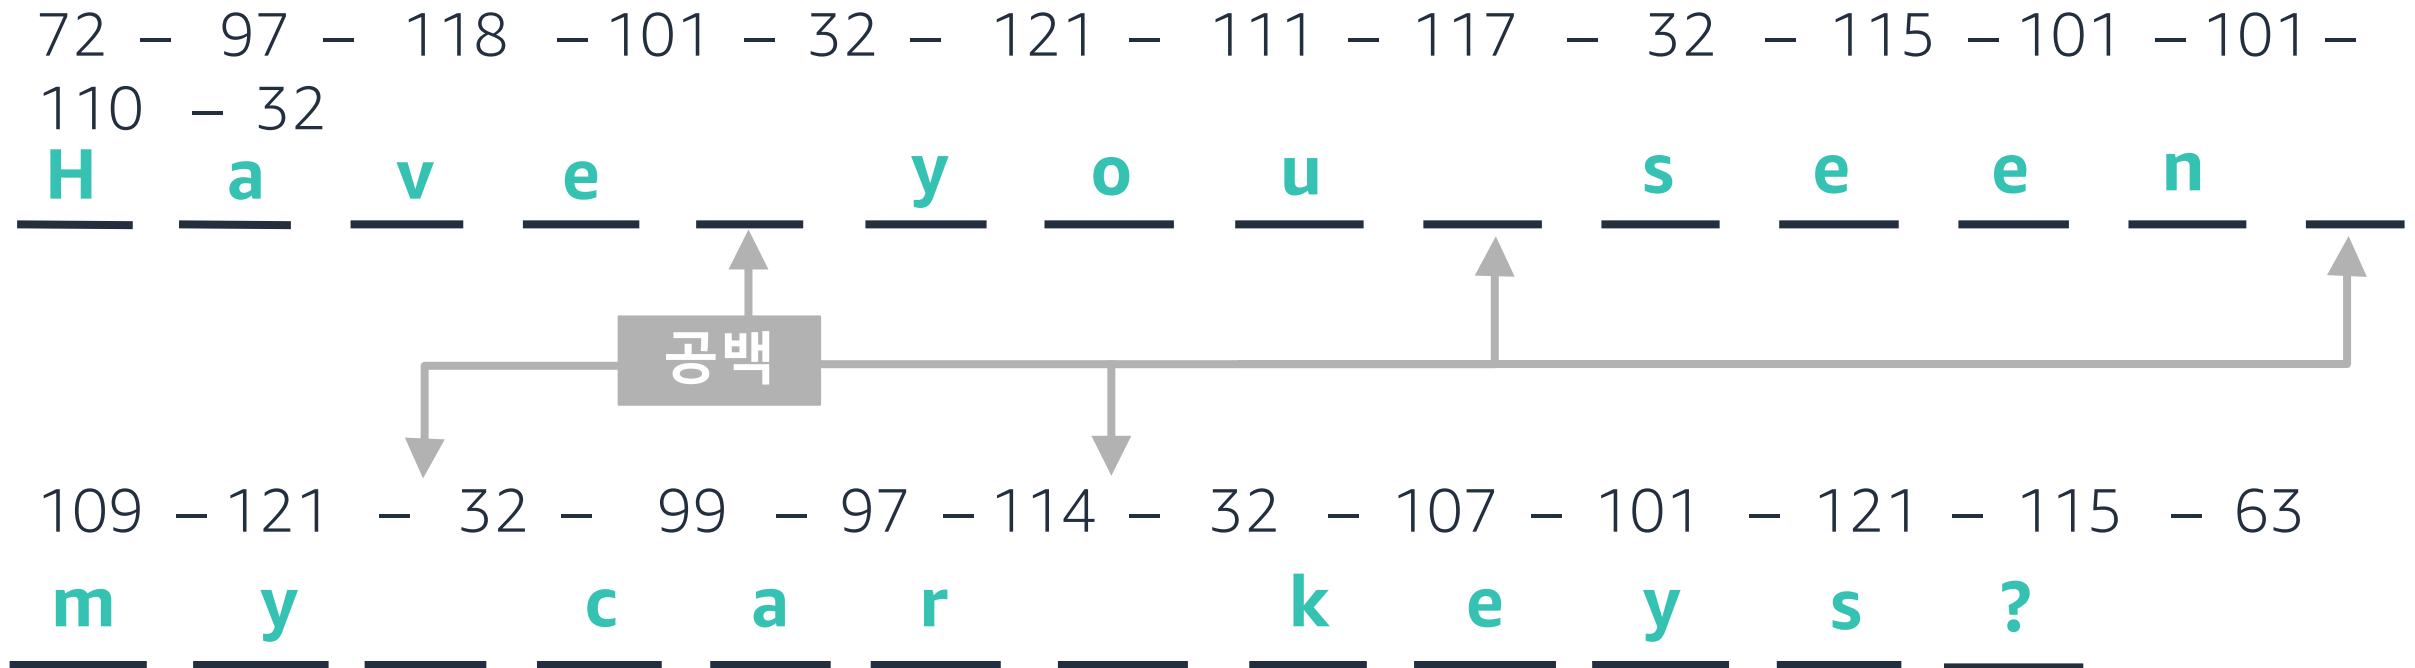 72 – 97 – 118 – 101 – 32 – 121 – 111 – 117 – 32 – 115 – 101 – 101 –
110 – 32
H a v e y o u s e e n
공백
109 – 121 – 32 – 99 – 97 – 114 – 32 – 107 – 101 – 121 – 115 – 63
m y c a r k e y s ?